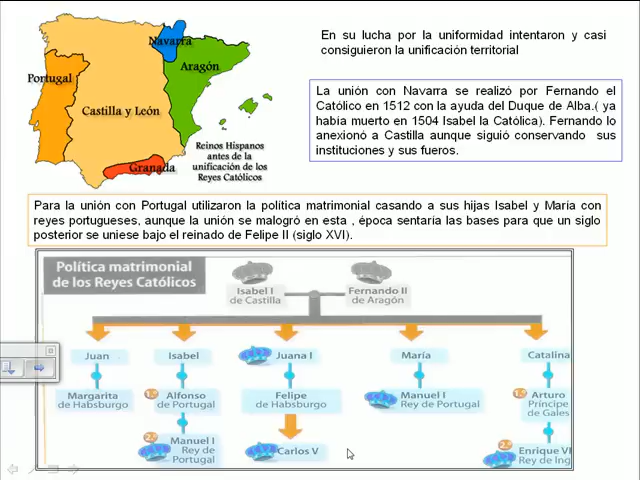 En su lucha por la uniformidad intentaron y casi
consiguieron la unificación territorial
Navarra
Aragón
Portugal
Castilla y León
Granada
Reinos Hispanos
antes de la
unificación de los
Reyes Católicos
La unión con Navarra se realizó por Fernando el
Católico en 1512 con la ayuda del Duque de Alba.( ya
había muerto en 1504 Isabel la Católica). Fernando lo
anexionó a Castilla aunque siguió conservando sus
instituciones y sus fueros.
Para la unión con Portugal utilizaron la política matrimonial casando a sus hijas Isabel y María con
reyes portugueses, aunque la unión se malogró en esta , época sentaría las bases para que un siglo
posterior se uniese bajo el reinado de Felipe II (siglo XVI).
Política matrimonial
de los Reyes Católicos
Isabel I
de Castilla
Fernando II
de Aragón
Juan
Isabel
Juana I
María
Catalina
Margarita
de Habsburgo
1.º Alfonso
de Portugal
Felipe
de Habsburgo
Manuel I
Rey de Portugal
1.º Arturo
Príncipe
de Gales
2.º Manuel I
Rey de
Portugal
Carlos V
2.º Enrique VI
Rey de Ing